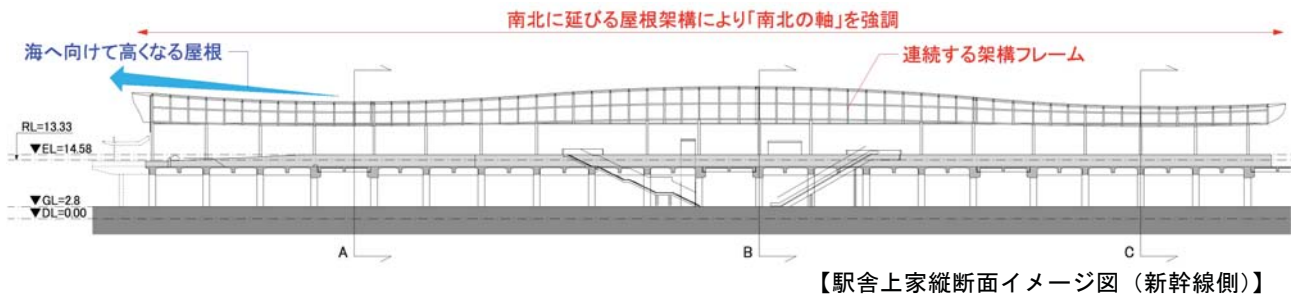 南北に延びる屋根架構により「南北の軸」を強調
海へ向けて高くなる屋根
連続する架構フレーム
RL=13.33
▼EL=14.58
▼GL=2.8
▼DL=0.00
A
B
C
【駅舎上家縦断面イメージ図（新幹線側）】